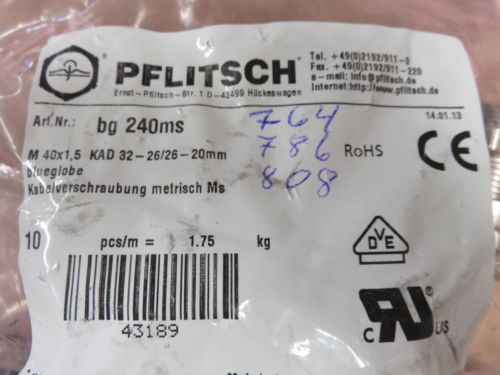 PFLITSCH®
Ernst-Pflitsch-Str. 1 D-42499 Hückeswagen
Tel. +49(0)2192/911-0
Fax. +49(0)2192/911-220
e-mail:info@pflitsch.de
Internet:http://www.pflitsch.de
Art.Nr.: bg 240ms
764
14.01.13
M 40x1,5 KAD 32-26/26-20mm
786
RoHS
CE
blueglobe
Kabelverschraubung metrisch Ms
808
10 pcs/m = 1.75 kg
DVE
43189
c RU US